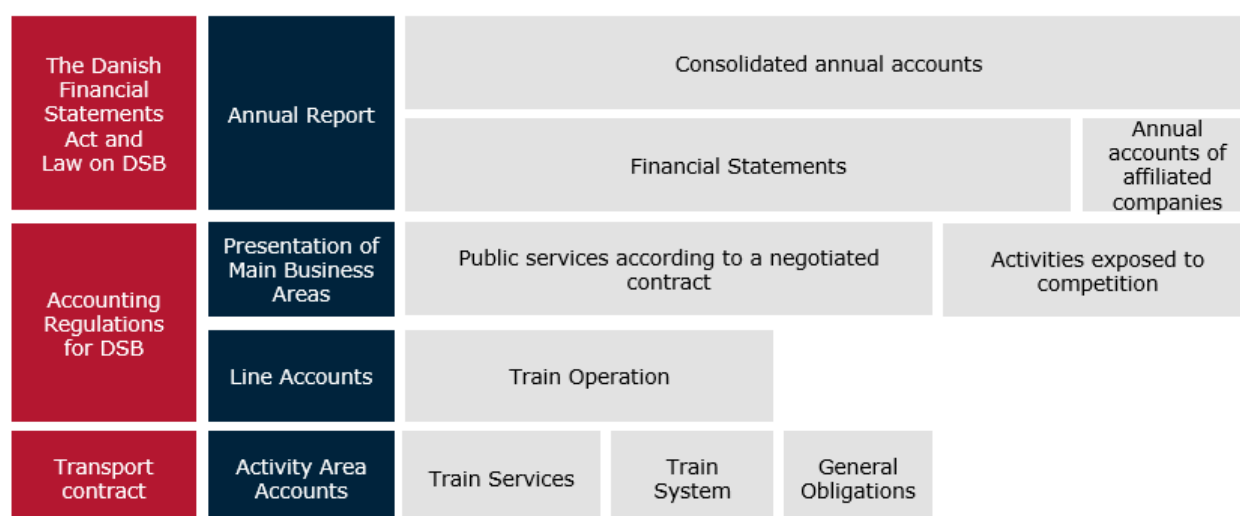 The Danish
Financial
Statements
Act and
Law on DSB
Annual Report
Consolidated annual accounts
Financial Statements
Annual
accounts of
affiliated
companies
Accounting
Regulations
for DSB
Presentation of
Main Business
Areas
Public services according to a negotiated
contract
Activities exposed to
competition
Line Accounts
Train Operation
Transport
contract
Activity Area
Accounts
Train Services
Train
System
General
Obligations